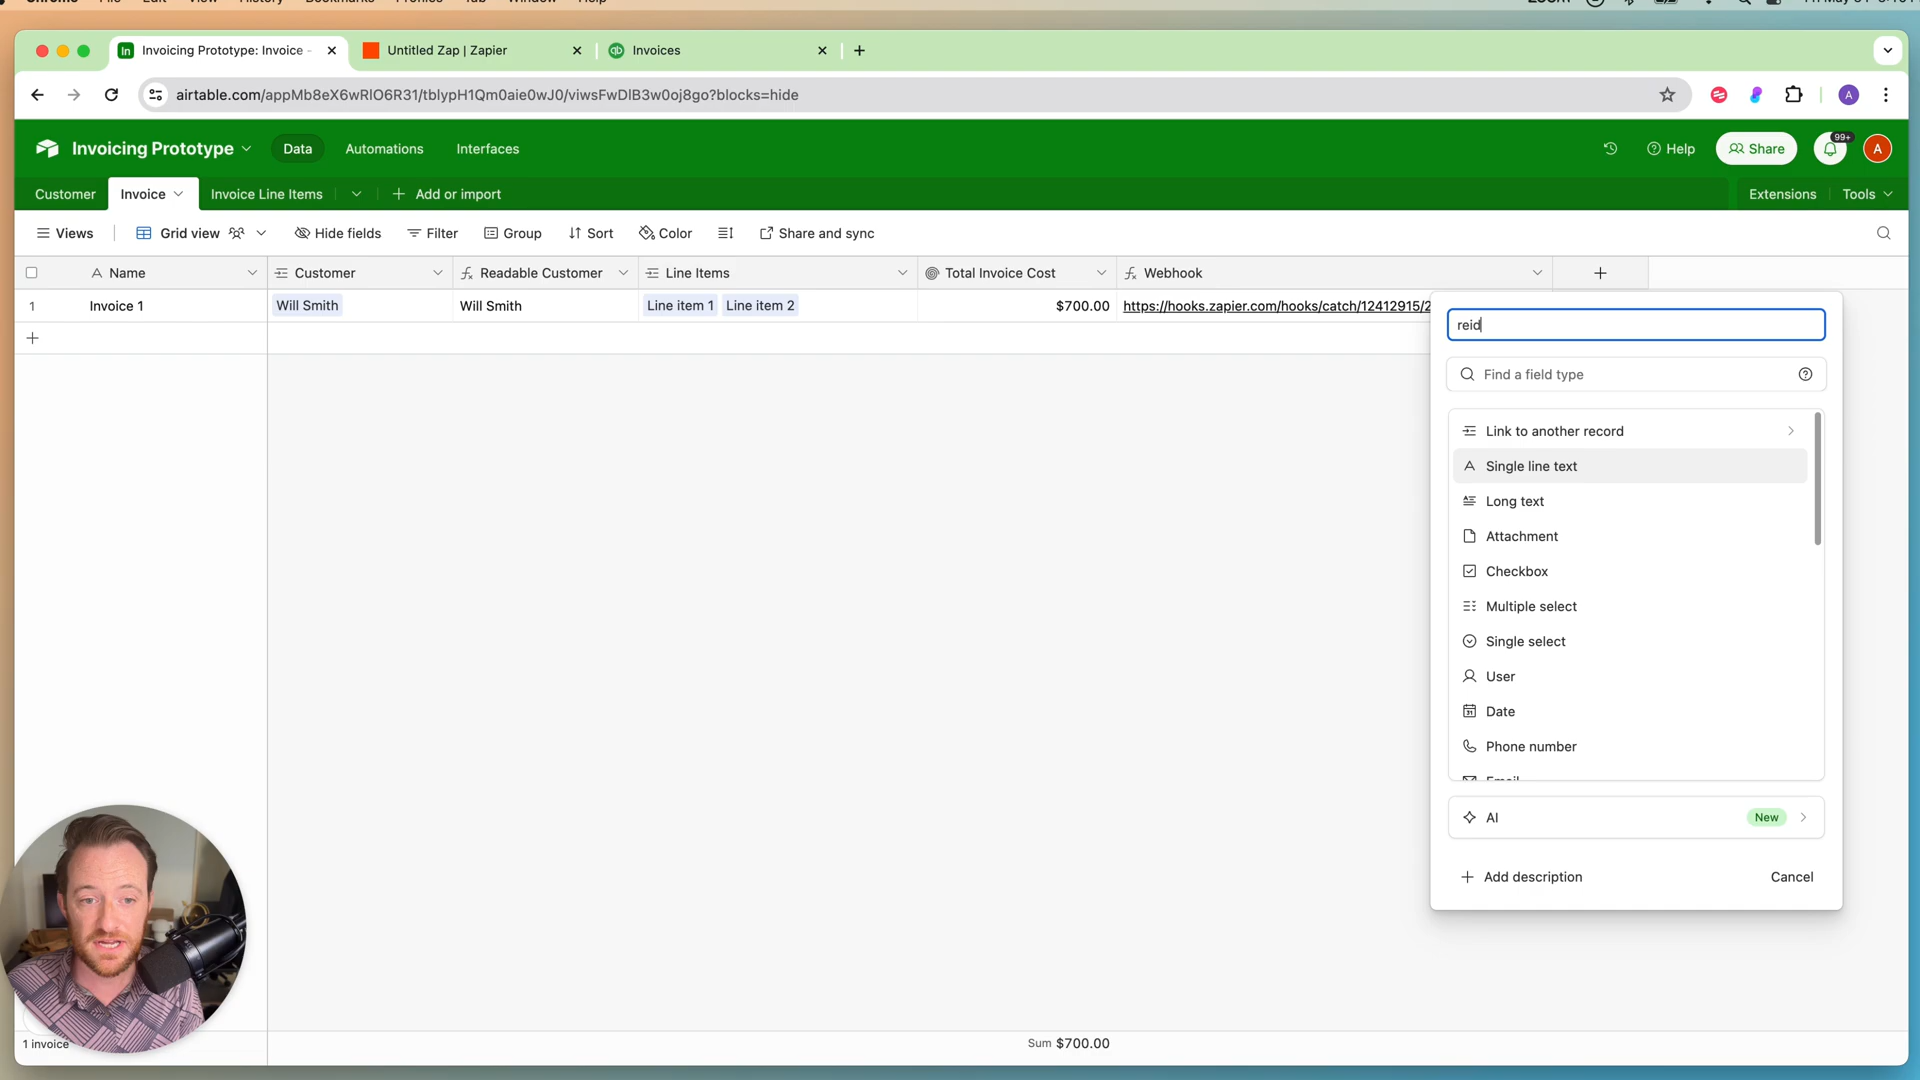 Invoicing Prototype: Invoice -
Untitled Zap | Zapier
Invoices
airtable.com/appMb8eX6wRlO6R31/tblypH1Qm0aie0wJ0/viwsFwDlB3w0oj8go?blocks=hide
A
Invoicing Prototype
Data
Automations
Interfaces
Help
Share
99+
A
Customer
Invoice
Invoice Line Items
Add or import
Extensions
Tools
Views
Grid view
Hide fields
Filter
Group
Sort
Color
Share and sync
Name
Customer
Readable Customer
Line Items
Total Invoice Cost
Webhook
1
Invoice 1
Will Smith
Will Smith
Line item 1
Line item 2
$700.00
https://hooks.zapier.com/hooks/catch/12412915/2
reid
Find a field type
Link to another record
Single line text
Long text
Attachment
Checkbox
Multiple select
Single select
User
Date
Phone number
Email
AI
New
Add description
Cancel
1 invoice
Sum $700.00